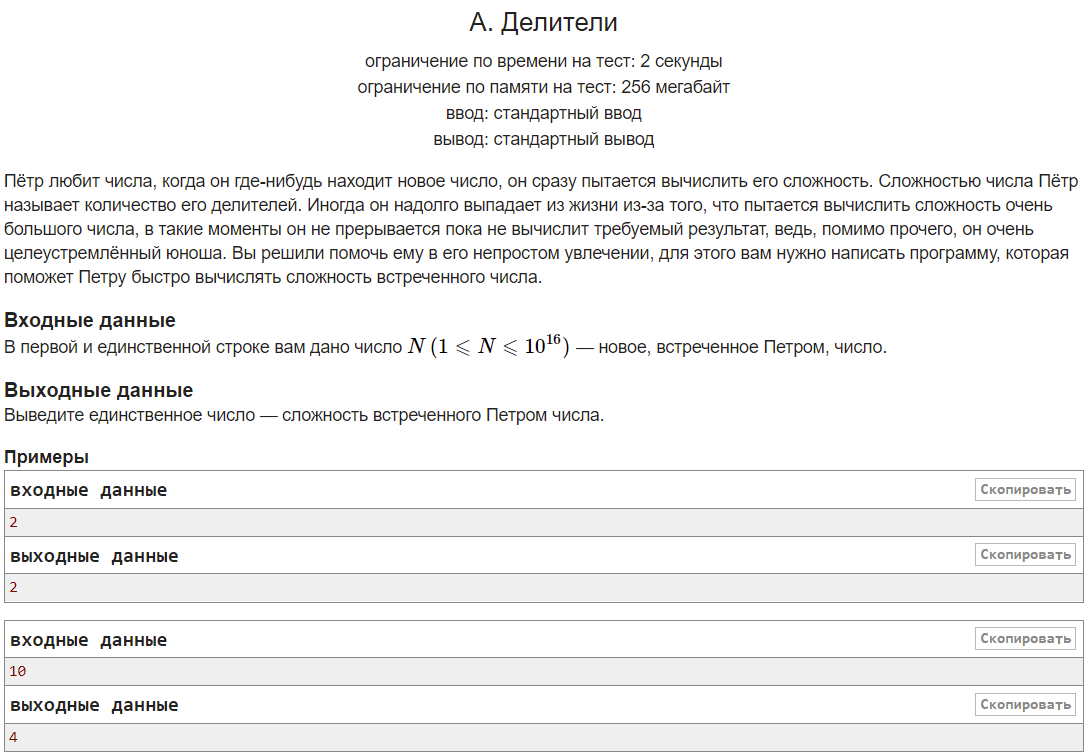 А. Делители
ограничение по времени на тест: 2 секунды
ограничение по памяти на тест: 256 мегабайт
ввод: стандартный ввод
вывод: стандартный вывод
Пётр любит числа, когда он где-нибудь находит новое число, он сразу пытается вычислить его сложность. Сложностью числа Пётр
называет количество его делителей. Иногда он надолго выпадает из жизни из-за того, что пытается вычислить сложность очень
большого числа, в такие моменты он не прерывается пока не вычислит требуемый результат, ведь, помимо прочего, он очень
целеустремлённый юноша. Вы решили помочь ему в его непростом увлечении, для этого вам нужно написать программу, которая
поможет Петру быстро вычислять сложность встреченного числа.
Входные данные
В первой и единственной строке вам дано число N (1 ⩽ N ⩽ 10^16) — новое, встреченное Петром, число.
Выходные данные
Выведите единственное число — сложность встреченного Петром числа.
Примеры
входные данные Скопировать
2
выходные данные Скопировать
2
входные данные Скопировать
10
выходные данные Скопировать
4